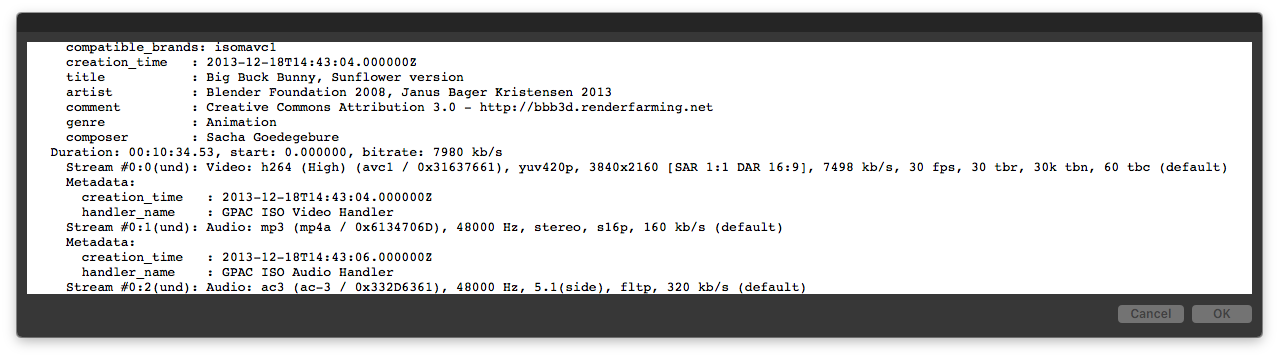 compatible_brands: isomavc1
creation_time   : 2013-12-18T14:43:04.000000Z
title           : Big Buck Bunny, Sunflower version
artist          : Blender Foundation 2008, Janus Bager Kristensen 2013
comment         : Creative Commons Attribution 3.0 - http://bbb3d.renderfarming.net
genre           : Animation
composer        : Sacha Goedegebure
Duration: 00:10:34.53, start: 0.000000, bitrate: 7980 kb/s
Stream #0:0(und): Video: h264 (High) (avc1 / 0x31637661), yuv420p, 3840x2160 [SAR 1:1 DAR 16:9], 7498 kb/s, 30 fps, 30 tbr, 30k tbn, 60 tbc (default)
Metadata:
creation_time   : 2013-12-18T14:43:04.000000Z
handler_name    : GPAC ISO Video Handler
Stream #0:1(und): Audio: mp3 (mp4a / 0x6134706D), 48000 Hz, stereo, s16p, 160 kb/s (default)
Metadata:
creation_time   : 2013-12-18T14:43:06.000000Z
handler_name    : GPAC ISO Audio Handler
Stream #0:2(und): Audio: ac3 (ac-3 / 0x332D6361), 48000 Hz, 5.1(side), fltp, 320 kb/s (default)
Cancel OK